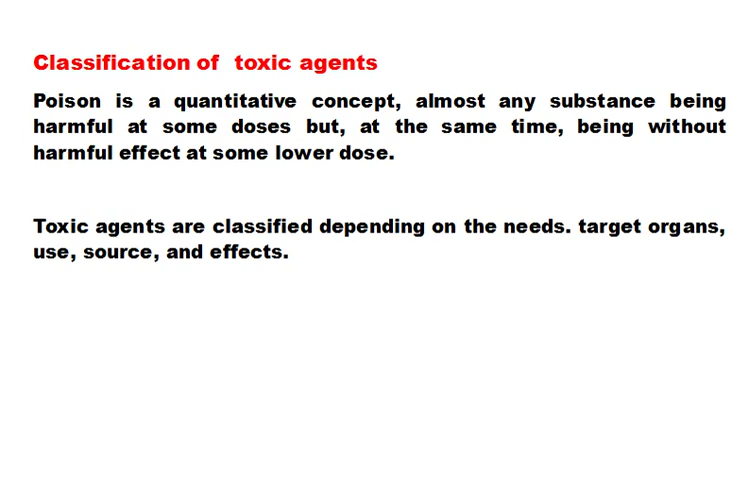 Classification of  toxic agents
Poison is a quantitative concept, almost any substance being
harmful at some doses but, at the same time, being without
harmful effect at some lower dose.
Toxic agents are classified depending on the needs. target organs,
use, source, and effects.